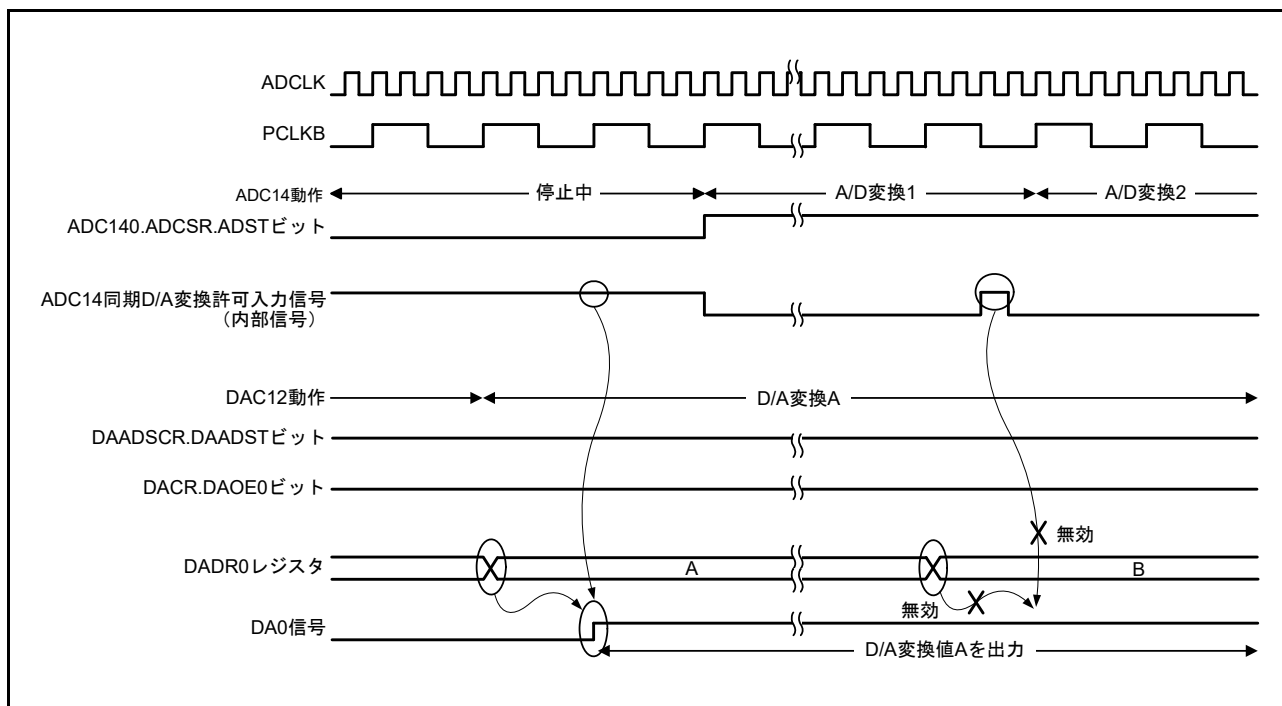 ADCLK
PCLKB
ADC14動作
停止中
A/D変換1
A/D変換2
ADC140.ADCSR.ADSTビット
ADC14同期D/A変換許可入力信号
（内部信号）
DAC12動作
D/A変換A
DAADSCR.DAADSTビット
DACR.DAOE0ビット
無効
DADR0レジスタ
A
B
無効
DA0信号
D/A変換値Aを出力